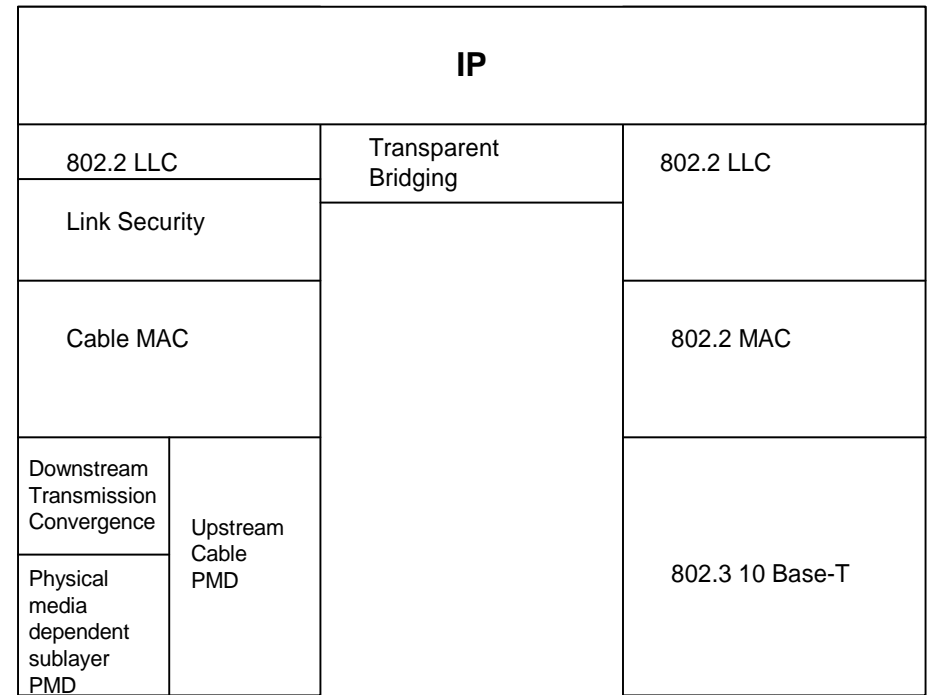 IP
802.2 LLC
Transparent
Bridging
802.2 LLC
Link Security
Cable MAC
802.2 MAC
Downstream
Transmission
Convergence
Upstream
Cable
PMD
Physical
media
dependent
sublayer
PMD
802.3 10 Base-T